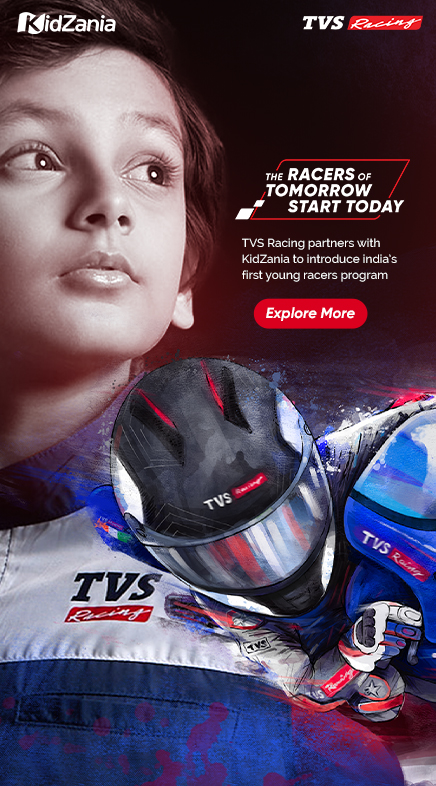 KidZania
TVS Racing
THE RACERS OF
TOMORROW
START TODAY
TVS Racing partners with
KidZania to introduce india's
first young racers program
Explore More
TVS Racing
TVS Racing
TVS
Racing
TVS
Racing